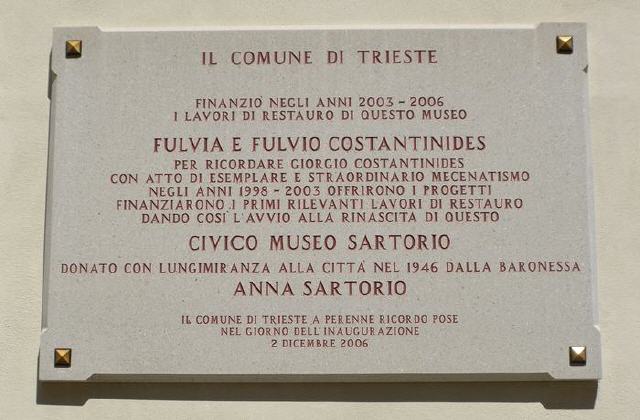 IL COMUNE DI TRIESTE
FINANZIÒ NEGLI ANNI 2003 - 2006
I LAVORI DI RESTAURO DI QUESTO MUSEO
FULVIA E FULVIO COSTANTINIDES
PER RICORDARE GIORGIO COSTANTINIDES
CON ATTO DI ESEMPLARE E STRAORDINARIO MECENATISMO
NEGLI ANNI 1998 - 2003 OFFRIRONO I PROGETTI
FINANZIARONO I PRIMI RILEVANTI LAVORI DI RESTAURO
DANDO COSÌ L'AVVIO ALLA RINASCITA DI QUESTO
CIVICO MUSEO SARTORIO
DONATO CON LUNGIMIRANZA ALLA CITTÀ NEL 1946 DALLA BARONESSA
ANNA SARTORIO
IL COMUNE DI TRIESTE A PERENNE RICORDO POSE
NEL GIORNO DELL'INAUGURAZIONE
2 DICEMBRE 2006